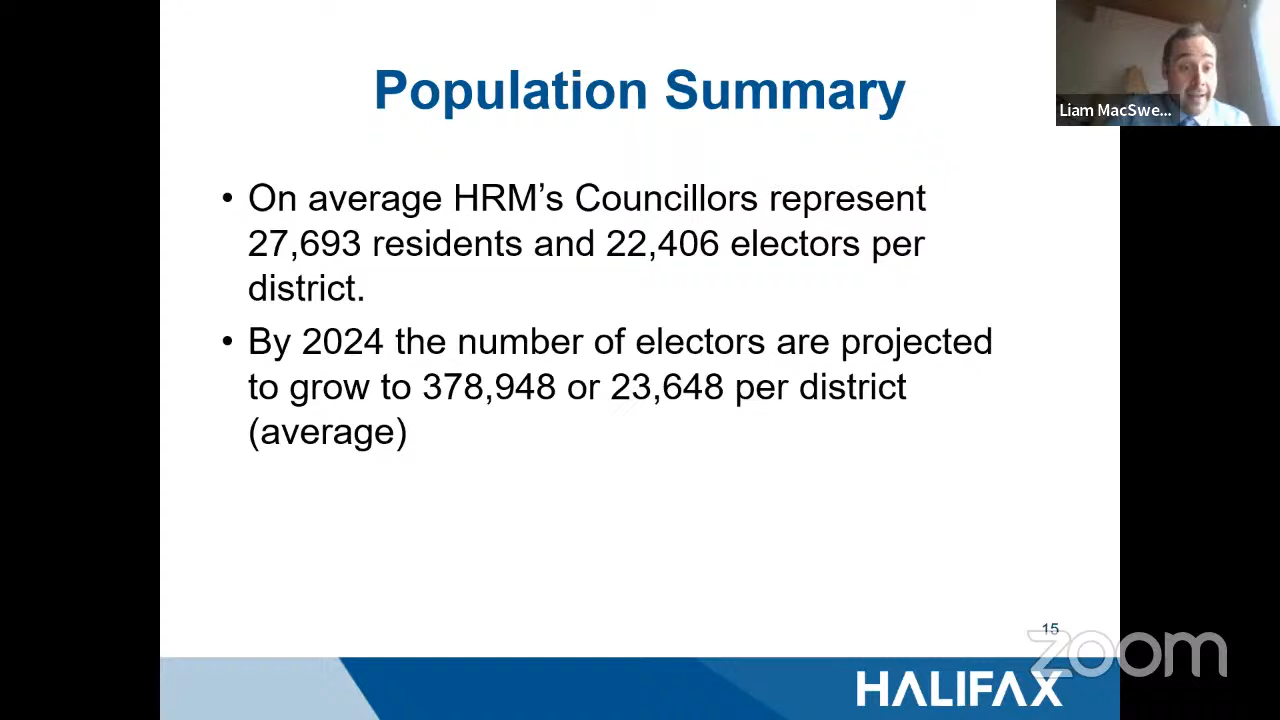 Population Summary
Liam MacSwe...
• On average HRM's Councillors represent
27,693 residents and 22,406 electors per
district.
• By 2024 the number of electors are projected
to grow to 378,948 or 23,648 per district
(average)
15
zoom
HALIFAX